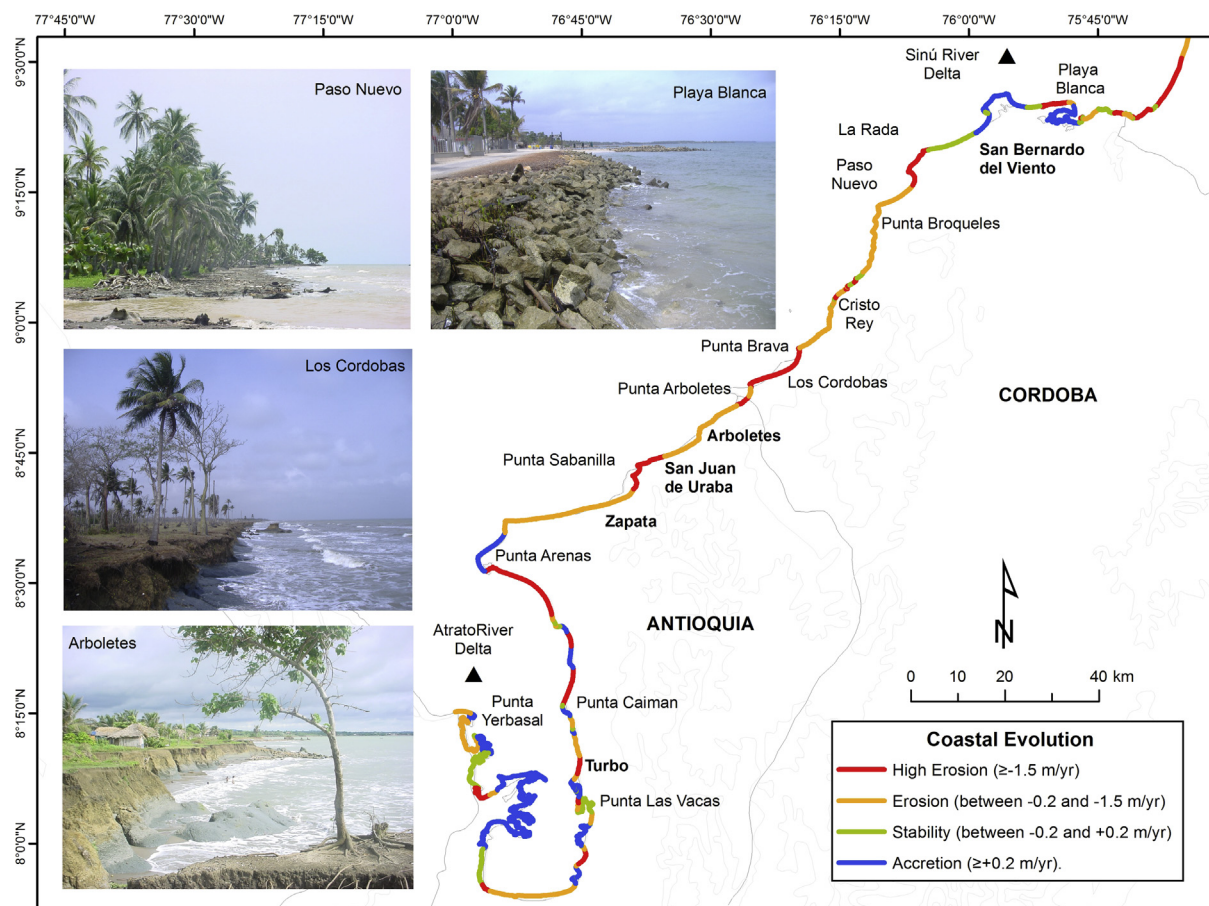 77°45'0"W
77°30'0"W
77°15'0"W
77°0'0"W
76°45'0"W
76°30'0"W
76°15'0"W
76°0'0"W
75°45'0"W
9°30'0"N
9°15'0"N
9°0'0"N
8°45'0"N
8°30'0"N
8°15'0"N
8°0'0"N
Paso Nuevo
Playa Blanca
Los Cordobas
Arboletes
Sinú River
Delta
Playa
Blanca
La Rada
San Bernardo
del Viento
Paso
Nuevo
Punta Broqueles
Cristo
Rey
Punta Brava
Los Cordobas
Punta Arboletes
CORDOBA
Arboletes
Punta Sabanilla
San Juan
de Uraba
Zapata
Punta Arenas
ANTIOQUIA
AtratoRiver
Delta
Punta
Yerbasal
Punta Caiman
Turbo
Punta Las Vacas
N
0 10 20 40 km
Coastal Evolution
High Erosion (≥-1.5 m/yr)
Erosion (between -0.2 and -1.5 m/yr)
Stability (between -0.2 and +0.2 m/yr)
Accretion (≥+0.2 m/yr).